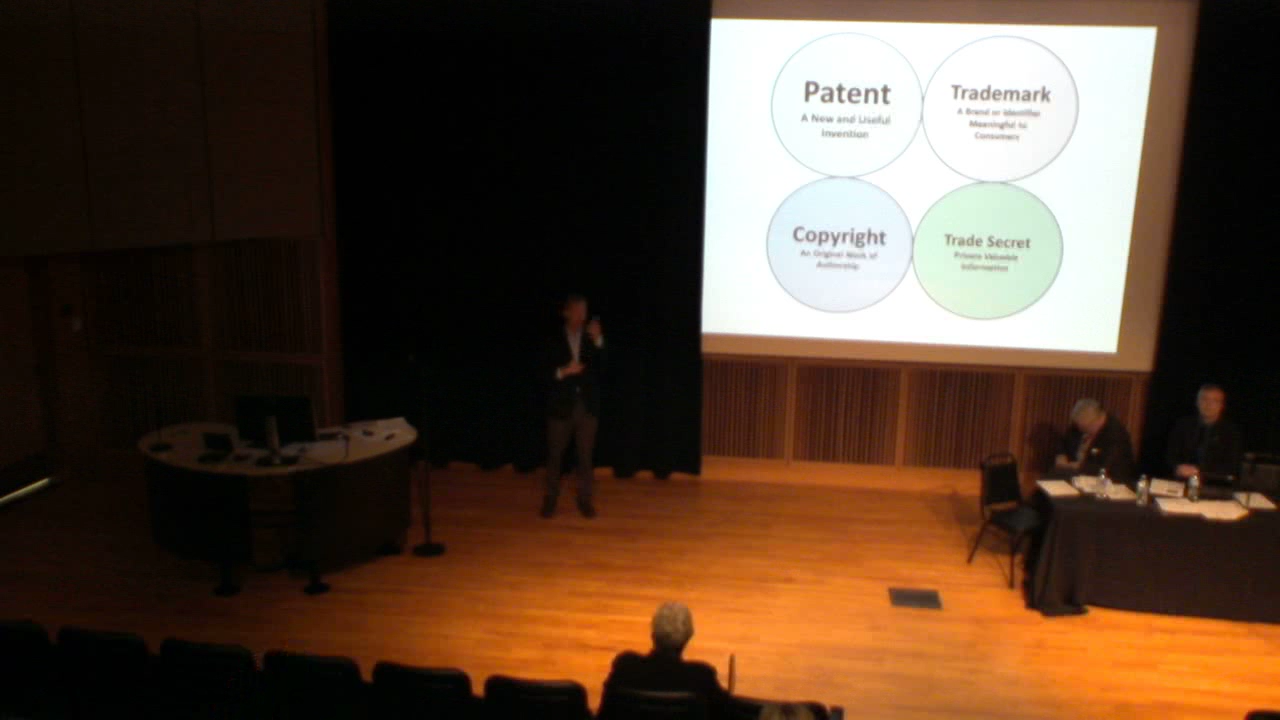 Patent
A New and Useful
Invention
Trademark
A Brand or Identifier
Meaningful to
Consumers
Copyright
An Original Work of
Authorship
Trade Secret
Private Valuable
Information